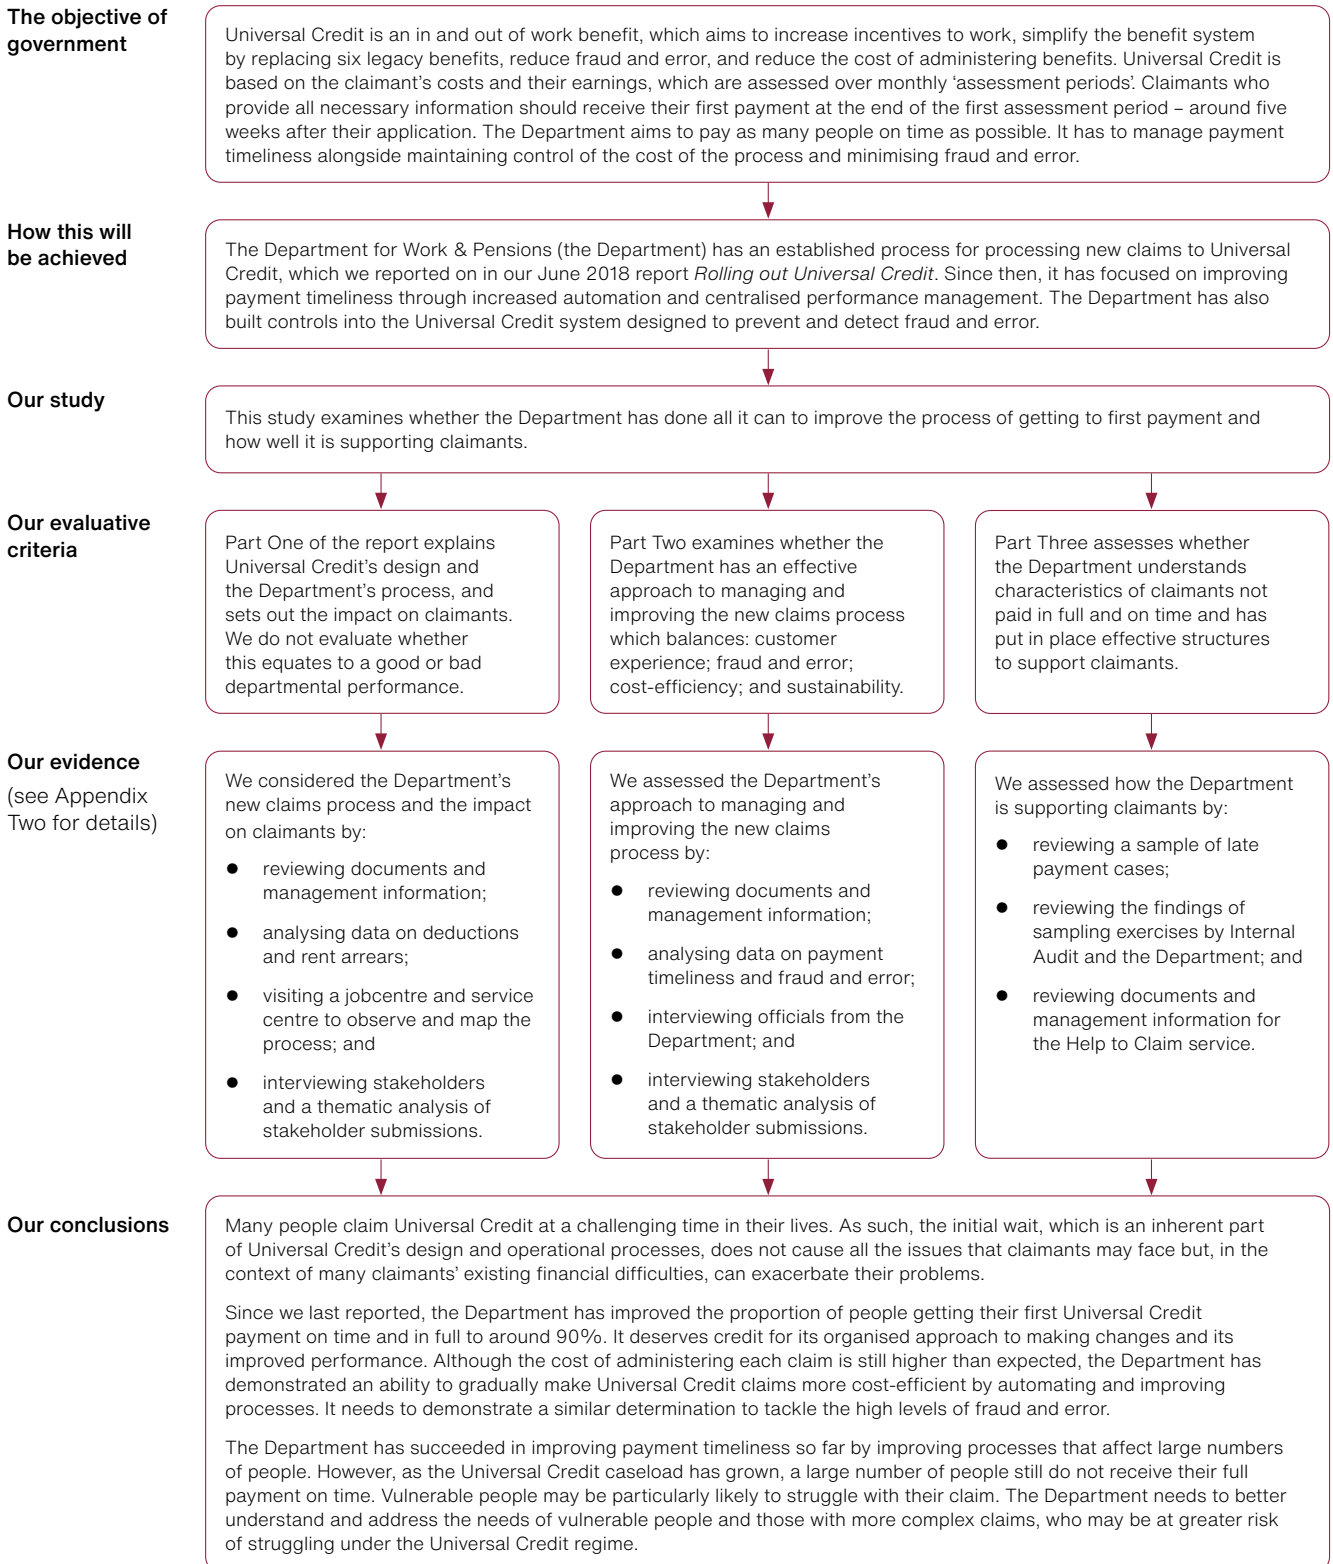 The objective of
government
Universal Credit is an in and out of work benefit, which aims to increase incentives to work, simplify the benefit system
by replacing six legacy benefits, reduce fraud and error, and reduce the cost of administering benefits. Universal Credit is
based on the claimant's costs and their earnings, which are assessed over monthly 'assessment periods'. Claimants who
provide all necessary information should receive their first payment at the end of the first assessment period – around five
weeks after their application. The Department aims to pay as many people on time as possible. It has to manage payment
timeliness alongside maintaining control of the cost of the process and minimising fraud and error.
How this will
be achieved
The Department for Work & Pensions (the Department) has an established process for processing new claims to Universal
Credit, which we reported on in our June 2018 report Rolling out Universal Credit. Since then, it has focused on improving
payment timeliness through increased automation and centralised performance management. The Department has also
built controls into the Universal Credit system designed to prevent and detect fraud and error.
Our study
This study examines whether the Department has done all it can to improve the process of getting to first payment and
how well it is supporting claimants.
Our evaluative
criteria
Part One of the report explains
Universal Credit's design and
the Department's process, and
sets out the impact on claimants.
We do not evaluate whether
this equates to a good or bad
departmental performance.
Part Two examines whether the
Department has an effective
approach to managing and
improving the new claims process
which balances: customer
experience; fraud and error;
cost-efficiency; and sustainability.
Part Three assesses whether
the Department understands
characteristics of claimants not
paid in full and on time and has
put in place effective structures
to support claimants.
Our evidence
(see Appendix
Two for details)
We considered the Department's
new claims process and the impact
on claimants by:
● reviewing documents and
management information;
● analysing data on deductions
and rent arrears;
● visiting a jobcentre and service
centre to observe and map the
process; and
● interviewing stakeholders
and a thematic analysis of
stakeholder submissions.
We assessed the Department's
approach to managing and
improving the new claims
process by:
● reviewing documents and
management information;
● analysing data on payment
timeliness and fraud and error;
● interviewing officials from the
Department; and
● interviewing stakeholders
and a thematic analysis of
stakeholder submissions.
We assessed how the Department
is supporting claimants by:
● reviewing a sample of late
payment cases;
● reviewing the findings of
sampling exercises by Internal
Audit and the Department; and
● reviewing documents and
management information for
the Help to Claim service.
Our conclusions
Many people claim Universal Credit at a challenging time in their lives. As such, the initial wait, which is an inherent part
of Universal Credit's design and operational processes, does not cause all the issues that claimants may face but, in the
context of many claimants' existing financial difficulties, can exacerbate their problems.
Since we last reported, the Department has improved the proportion of people getting their first Universal Credit
payment on time and in full to around 90%. It deserves credit for its organised approach to making changes and its
improved performance. Although the cost of administering each claim is still higher than expected, the Department has
demonstrated an ability to gradually make Universal Credit claims more cost-efficient by automating and improving
processes. It needs to demonstrate a similar determination to tackle the high levels of fraud and error.
The Department has succeeded in improving payment timeliness so far by improving processes that affect large numbers
of people. However, as the Universal Credit caseload has grown, a large number of people still do not receive their full
payment on time. Vulnerable people may be particularly likely to struggle with their claim. The Department needs to better
understand and address the needs of vulnerable people and those with more complex claims, who may be at greater risk
of struggling under the Universal Credit regime.